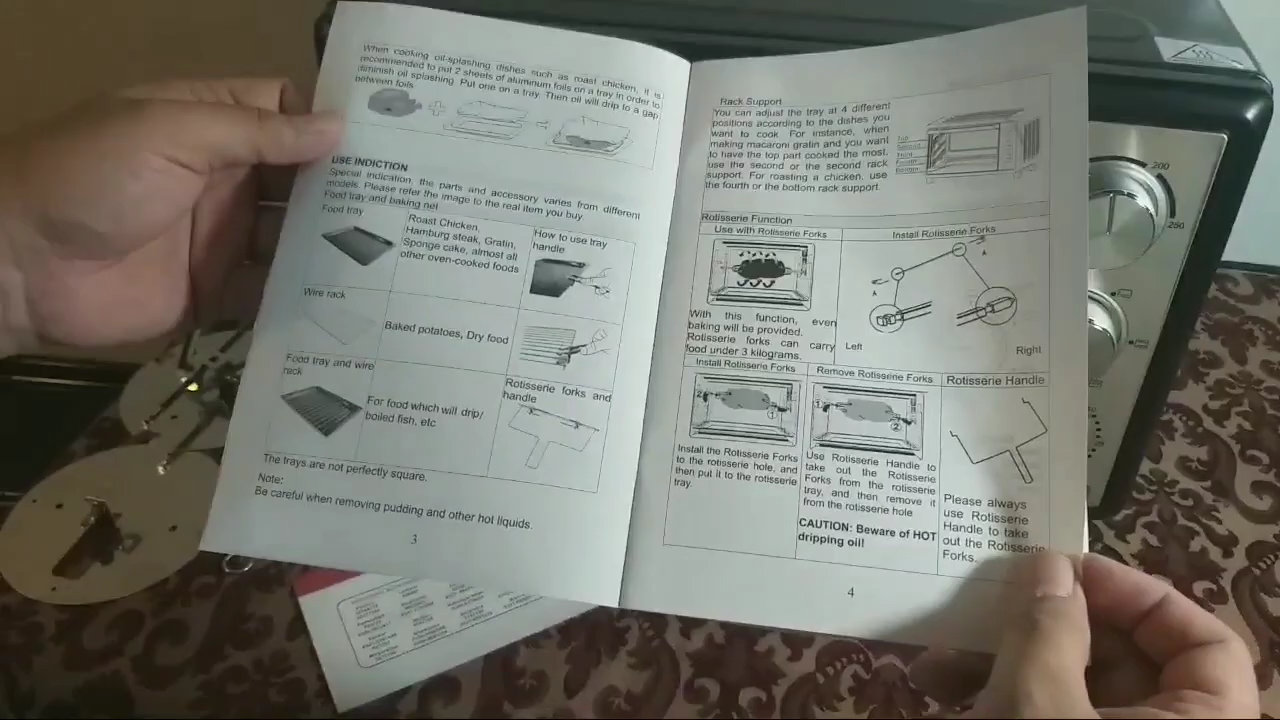 When cooking oil-splashing dishes such as roast chicken, it is
recommended to put 2 sheets of aluminum foils on a tray in order to
diminish oil splashing. Put one on a tray. Then oil will drip to a gap
between foils
USE INDICTION
Special indication, the parts and accessory varies from different
models. Please refer the image to the real item you buy.
Food tray and baking net
Food tray
Roast Chicken,
Hamburg steak, Gratin,
Sponge cake, almost all
other oven-cooked foods
How to use tray
handle
Wire rack
Baked potatoes, Dry food
Food tray and wire
rack
For food which will drip/
boiled fish, etc
Rotisserie forks and
handle
The trays are not perfectly square.
Note:
Be careful when removing pudding and other hot liquids.
3
Rack Support
You can adjust the tray at 4 different
positions according to the dishes you
want to cook. For instance, when
making macaroni gratin and you want
to have the top part cooked the most,
use the second or the second rack
support. For roasting a chicken, use
the fourth or the bottom rack support.
Rotisserie Function
Use with Rotisserie Forks
With this function, even
baking will be provided.
Rotisserie forks can carry
food under 3 kilograms.
Install Rotisserie Forks
A
A
Left
Right
Install Rotisserie Forks
2
1
Install the Rotisserie Forks
to the rotisserie hole, and
then put it to the rotisserie
tray.
Remove Rotisserie Forks
1
2
Use Rotisserie Handle to
take out the Rotisserie
Forks from the rotisserie
tray, and then remove it
from the rotisserie hole
CAUTION: Beware of HOT
dripping oil!
Rotisserie Handle
Please always
use Rotisserie
Handle to take
out the Rotisserie
Forks.
4
200
250